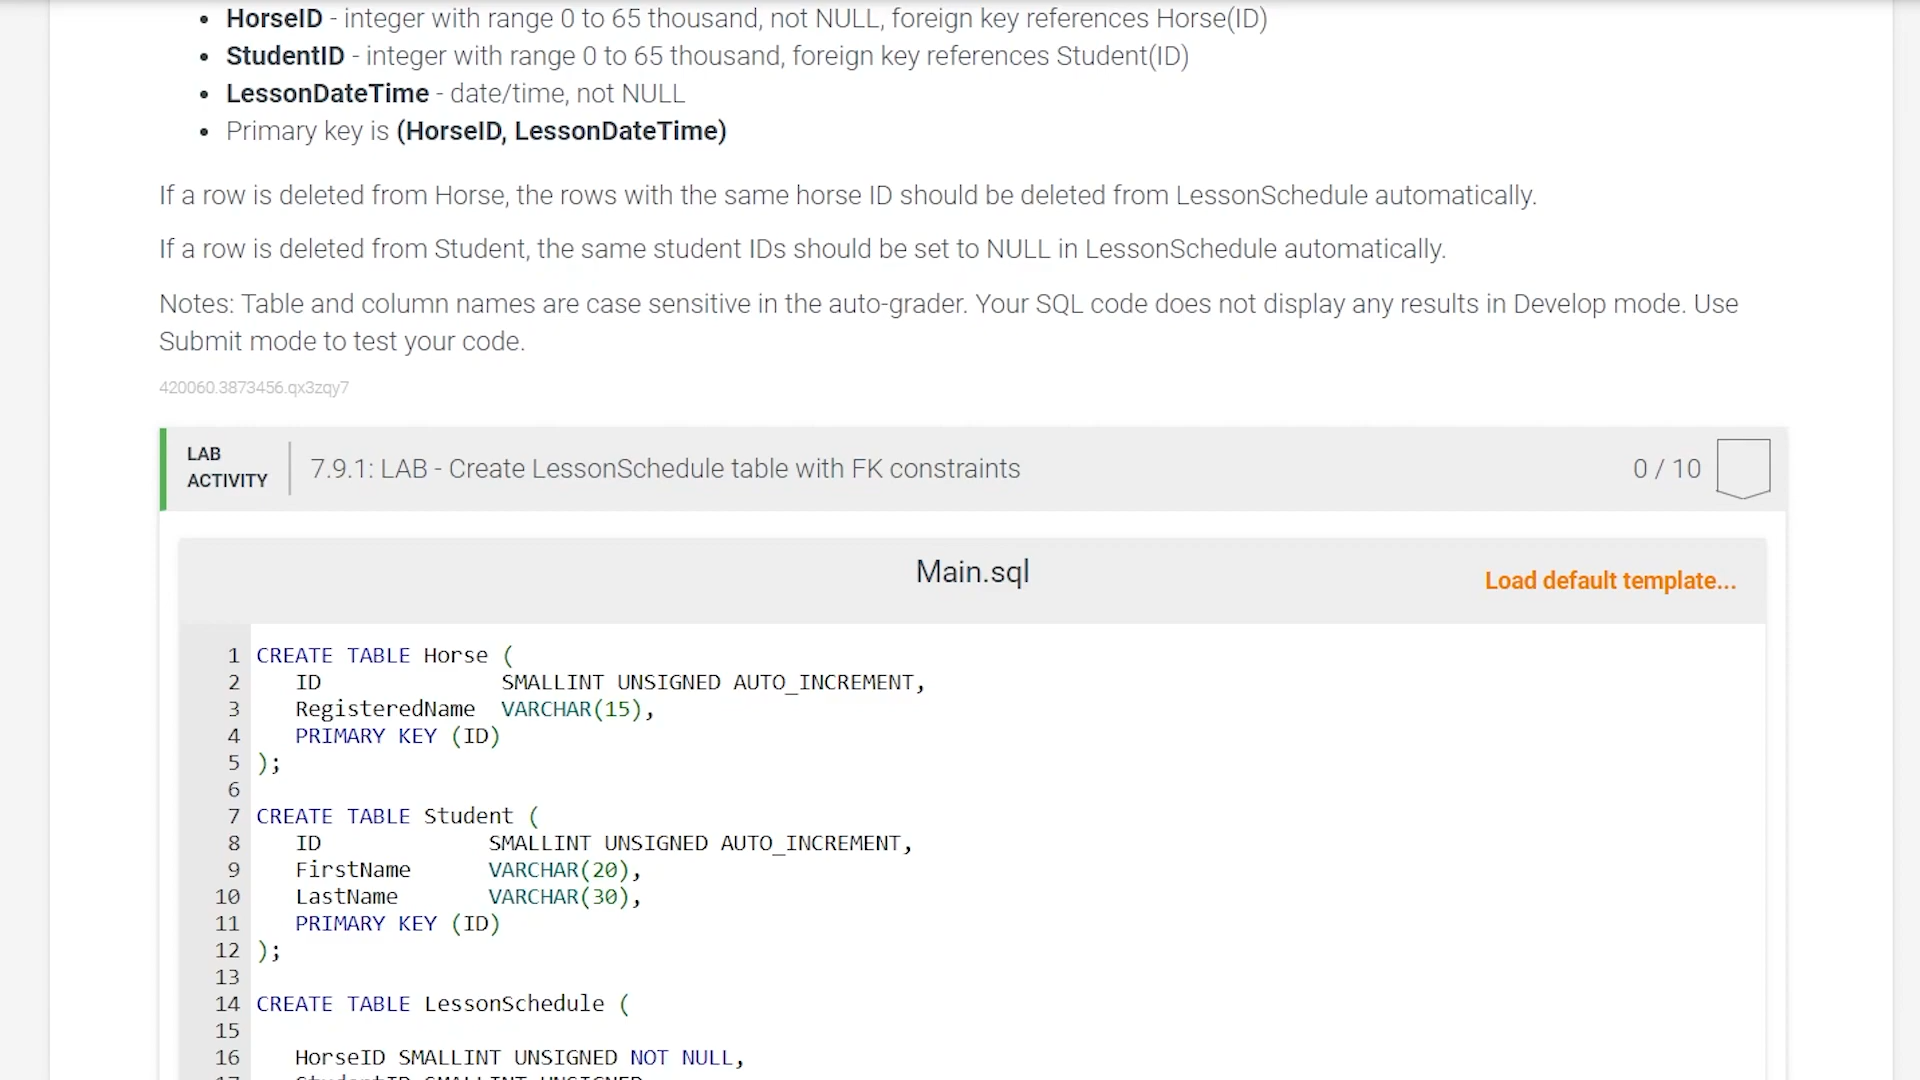 • HorseID - integer with range 0 to 65 thousand, not NULL, foreign key references Horse(ID)
• StudentID - integer with range 0 to 65 thousand, foreign key references Student(ID)
• LessonDateTime - date/time, not NULL
• Primary key is (HorseID, LessonDateTime)
If a row is deleted from Horse, the rows with the same horse ID should be deleted from LessonSchedule automatically.
If a row is deleted from Student, the same student IDs should be set to NULL in LessonSchedule automatically.
Notes: Table and column names are case sensitive in the auto-grader. Your SQL code does not display any results in Develop mode. Use
Submit mode to test your code.
420060.3873456.qx3zqy7
LAB
ACTIVITY
7.9.1: LAB - Create LessonSchedule table with FK constraints
0 / 10
Main.sql
Load default template...
1 CREATE TABLE Horse (
2 ID SMALLINT UNSIGNED AUTO_INCREMENT,
3 RegisteredName VARCHAR(15),
4 PRIMARY KEY (ID)
5 );
6
7 CREATE TABLE Student (
8 ID SMALLINT UNSIGNED AUTO_INCREMENT,
9 FirstName VARCHAR(20),
10 LastName VARCHAR(30),
11 PRIMARY KEY (ID)
12 );
13
14 CREATE TABLE LessonSchedule (
15
16 HorseID SMALLINT UNSIGNED NOT NULL,